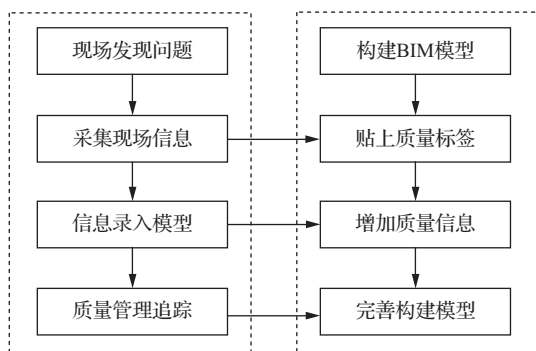 现场发现问题
采集现场信息
信息录入模型
质量管理追踪
构建BIM模型
贴上质量标签
增加质量信息
完善构建模型